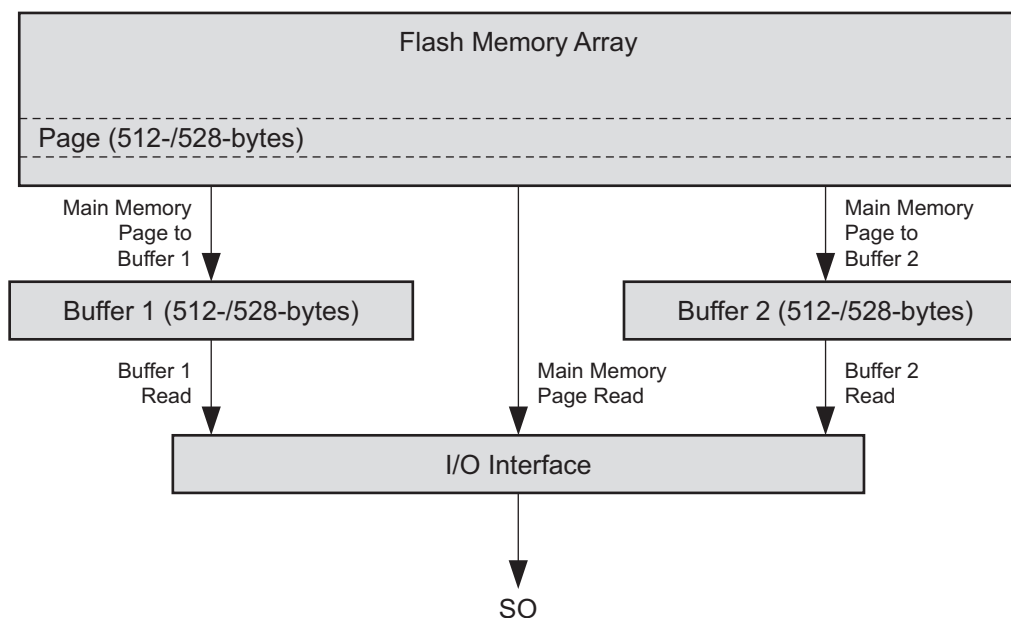 Flash Memory Array
Page (512-/528-bytes)
Main Memory
Page to
Buffer 1
Main Memory
Page to
Buffer 2
Buffer 1 (512-/528-bytes)
Buffer 2 (512-/528-bytes)
Buffer 1
Read
Main Memory
Page Read
Buffer 2
Read
I/O Interface
SO